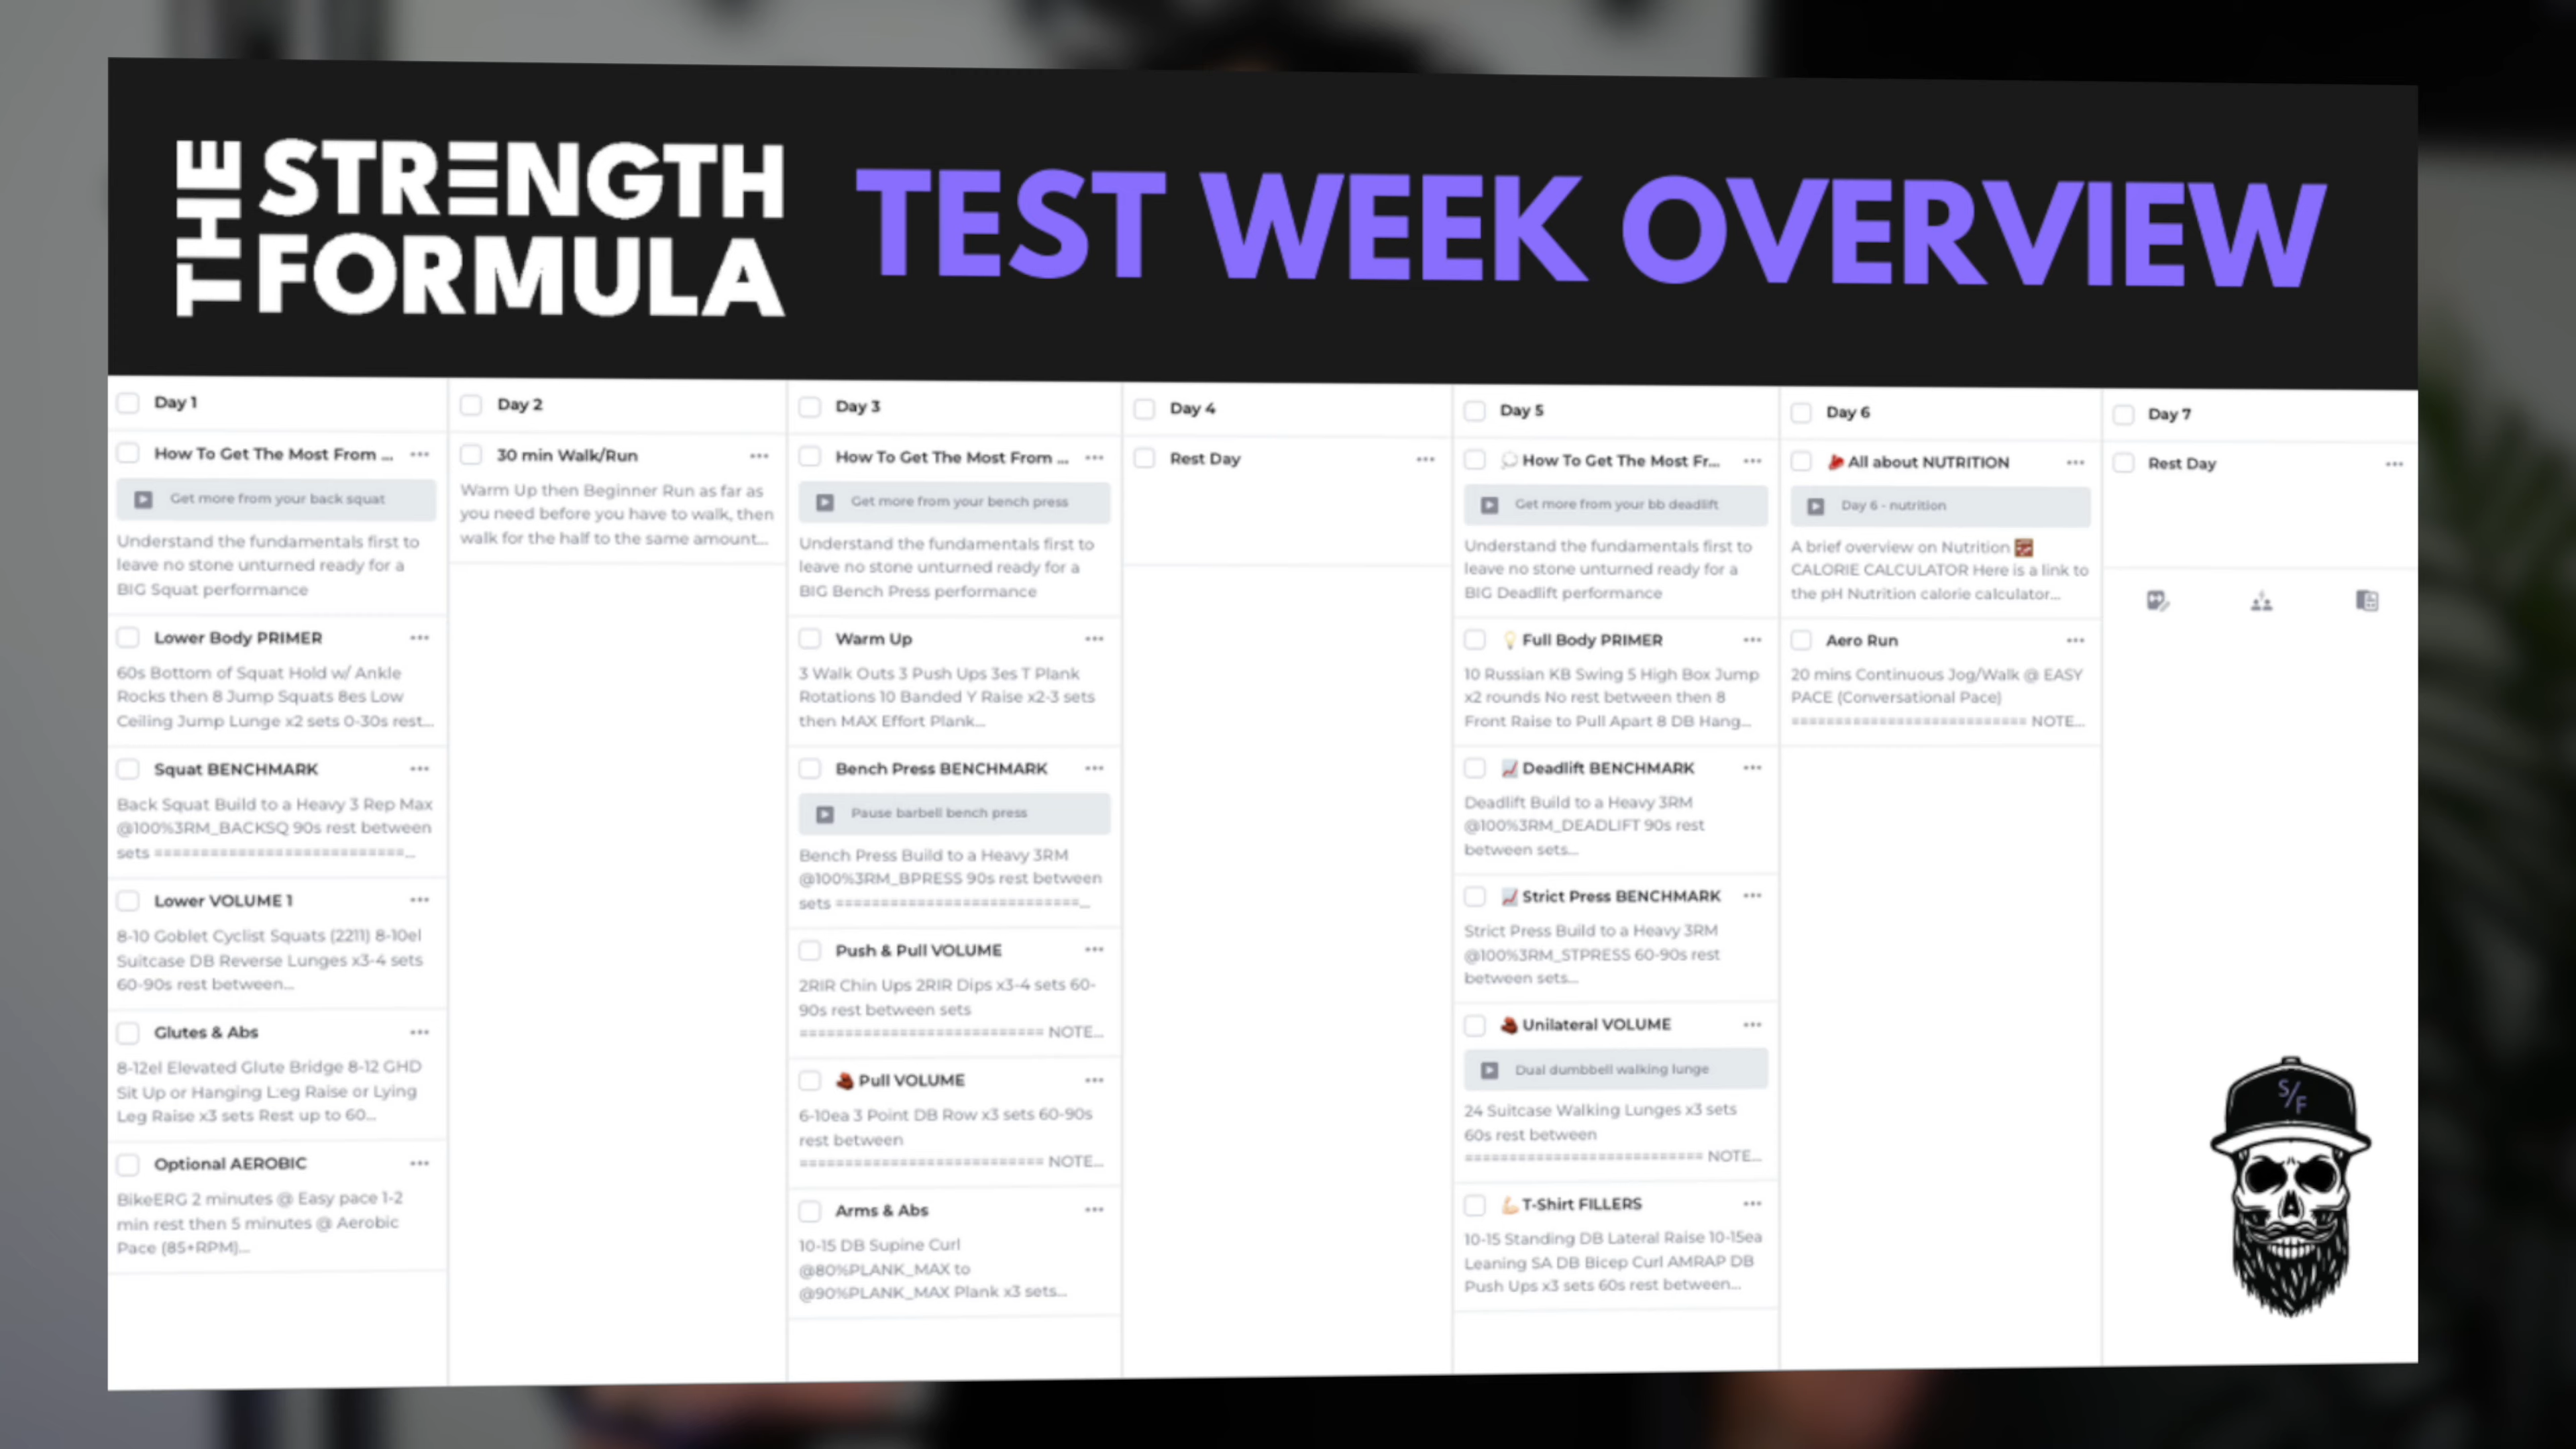 THE
STRENGTH
FORMULA
TEST WEEK OVERVIEW
Day 1
How To Get The Most From ...
Get more from your back squat
Understand the fundamentals first to
leave no stone unturned ready for a
BIG Squat performance
Lower Body PRIMER
60s Bottom of Squat Hold w/ Ankle
Rocks then 8 Jump Squats 8es Low
Ceiling Jump Lunge x2 sets 0-30s rest...
Squat BENCHMARK
Back Squat Build to a Heavy 3 Rep Max
@100%3RM_BACKSQ 90s rest between
sets ===========================...
Lower VOLUME 1
8-10 Goblet Cyclist Squats (2211) 8-10el
Suitcase DB Reverse Lunges x3-4 sets
60-90s rest between...
Glutes & Abs
8-12el Elevated Glute Bridge 8-12 GHD
Sit Up or Hanging L:eg Raise or Lying
Leg Raise x3 sets Rest up to 60...
Optional AEROBIC
BikeERG 2 minutes @ Easy pace 1-2
min rest then 5 minutes @ Aerobic
Pace (85+RPM)...
Day 2
30 min Walk/Run
Warm Up then Beginner Run as far as
you need before you have to walk, then
walk for the half to the same amount...
Day 3
How To Get The Most From ...
Get more from your bench press
Understand the fundamentals first to
leave no stone unturned ready for a
BIG Bench Press performance
Warm Up
3 Walk Outs 3 Push Ups 3es T Plank
Rotations 10 Banded Y Raise x2-3 sets
then MAX Effort Plank...
Bench Press BENCHMARK
Pause barbell bench press
Bench Press Build to a Heavy 3RM
@100%3RM_BPRESS 90s rest between
sets ===========================...
Push & Pull VOLUME
2RIR Chin Ups 2RIR Dips x3-4 sets 60-
90s rest between sets
=========================== NOTE...
Pull VOLUME
6-10ea 3 Point DB Row x3 sets 60-90s
rest between
=========================== NOTE...
Arms & Abs
10-15 DB Supine Curl
@80%PLANK_MAX to
@90%PLANK_MAX Plank x3 sets...
Day 4
Rest Day
Day 5
How To Get The Most Fr...
Get more from your bb deadlift
Understand the fundamentals first to
leave no stone unturned ready for a
BIG Deadlift performance
Full Body PRIMER
10 Russian KB Swing 5 High Box Jump
x2 rounds No rest between then 8
Front Raise to Pull Apart 8 DB Hang...
Deadlift BENCHMARK
Deadlift Build to a Heavy 3RM
@100%3RM_DEADLIFT 90s rest
between sets...
Strict Press BENCHMARK
Strict Press Build to a Heavy 3RM
@100%3RM_STPRESS 60-90s rest
between sets...
Unilateral VOLUME
Dual dumbbell walking lunge
24 Suitcase Walking Lunges x3 sets
60s rest between
=========================== NOTE...
T-Shirt FILLERS
10-15 Standing DB Lateral Raise 10-15ea
Leaning SA DB Bicep Curl AMRAP DB
Push Ups x3 sets 60s rest between...
Day 6
All about NUTRITION
Day 6 - nutrition
A brief overview on Nutrition
CALORIE CALCULATOR Here is a link to
the pH Nutrition calorie calculator...
Aero Run
20 mins Continuous Jog/Walk @ EASY
PACE (Conversational Pace)
=========================== NOTE...
Day 7
Rest Day
S/F